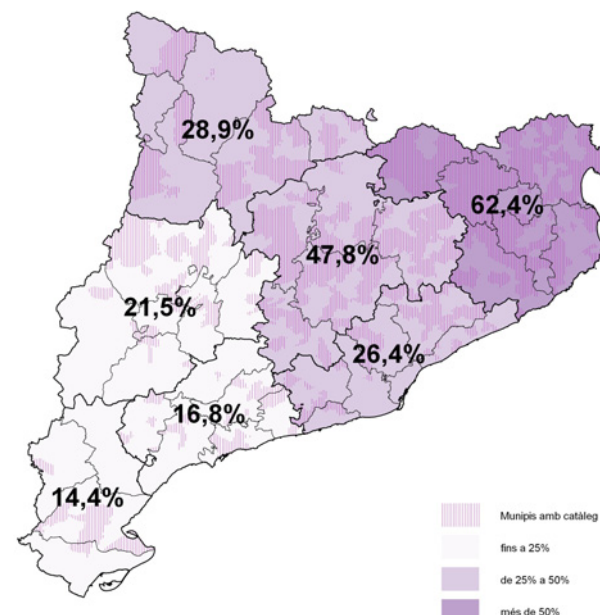 28,9%
62,4%
47,8%
21,5%
26,4%
16,8%
14,4%
Munipis amb catàleg
fins a 25%
de 25% a 50%
més de 50%